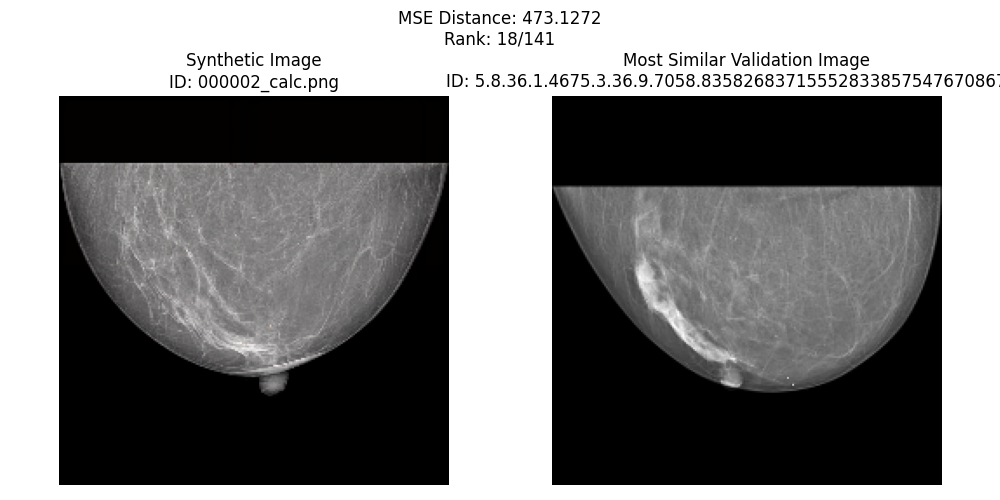 MSE Distance: 473.1272
Rank: 18/141
Synthetic Image
ID: 000002_calc.png
Most Similar Validation Image
ID: 5.8.36.1.4675.3.36.9.7058.83582683715552833857547670867